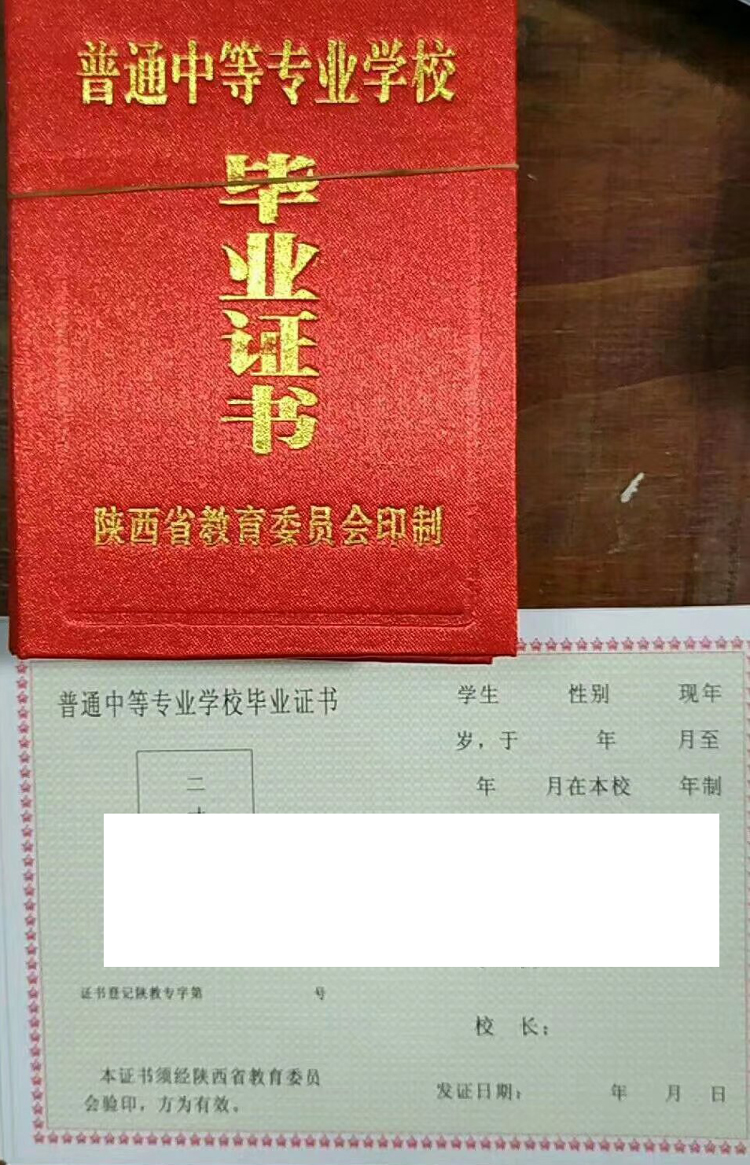 普通中等专业学校
毕业证书
陕西省教育委员会印制
普通中等专业学校毕业证书
二
证书登记陕教专字第 号
本证书须经陕西省教育委员
会验印，方为有效。
学生 性别 现年
岁，于 年 月至
年 月在本校 年制
校 长：
发证日期： 年 月 日